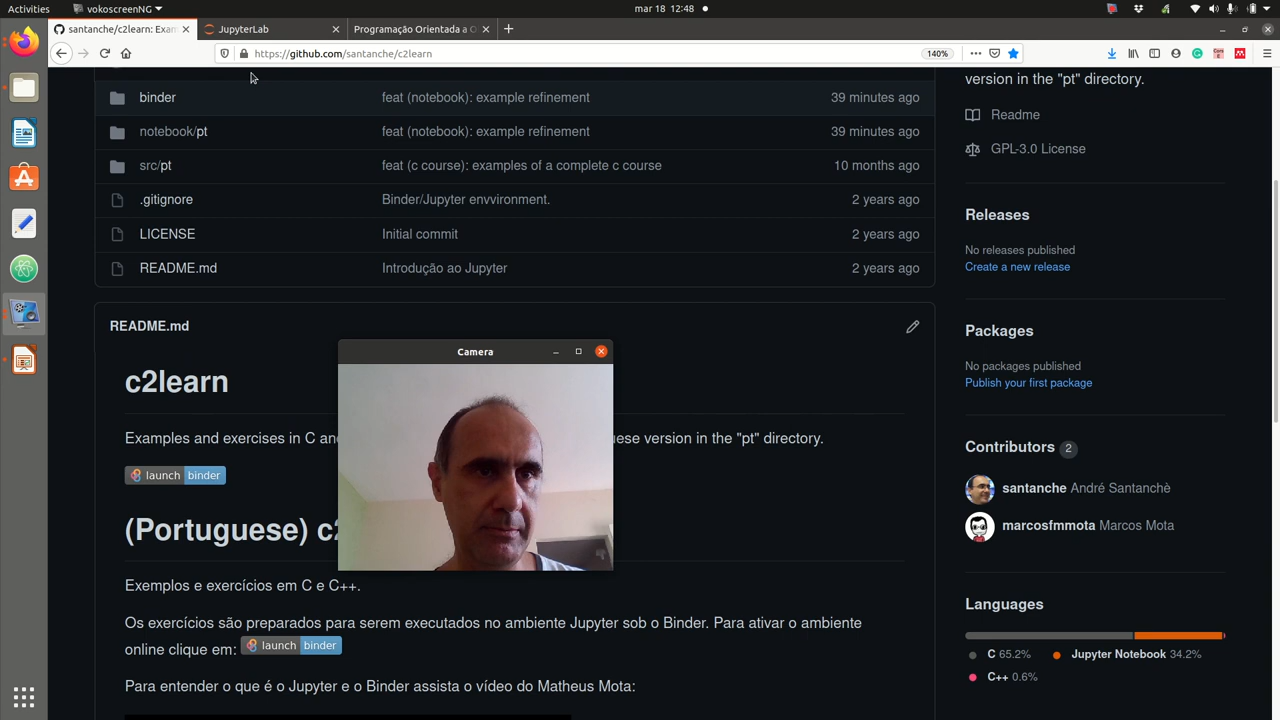 Activities vokoscreenNG mar 18 12:48
santanche/c2learn: Exam JupyterLab Programação Orientada a O
https://github.com/santanche/c2learn 140%
binder feat (notebook): example refinement 39 minutes ago
notebook/pt feat (notebook): example refinement 39 minutes ago
src/pt feat (c course): examples of a complete c course 10 months ago
.gitignore Binder/Jupyter envvironment. 2 years ago
LICENSE Initial commit 2 years ago
README.md Introdução ao Jupyter 2 years ago
README.md
Camera
c2learn
Examples and exercises in C an uese version in the "pt" directory.
launch binder
(Portuguese) c2
Exemplos e exercícios em C e C++.
Os exercícios são preparados para serem executados no ambiente Jupyter sob o Binder. Para ativar o ambiente
online clique em: launch binder
Para entender o que é o Jupyter e o Binder assista o vídeo do Matheus Mota:
version in the "pt" directory.
Readme
GPL-3.0 License
Releases
No releases published
Create a new release
Packages
No packages published
Publish your first package
Contributors 2
santanche André Santanchè
marcosfmmota Marcos Mota
Languages
C 65.2% Jupyter Notebook 34.2%
C++ 0.6%